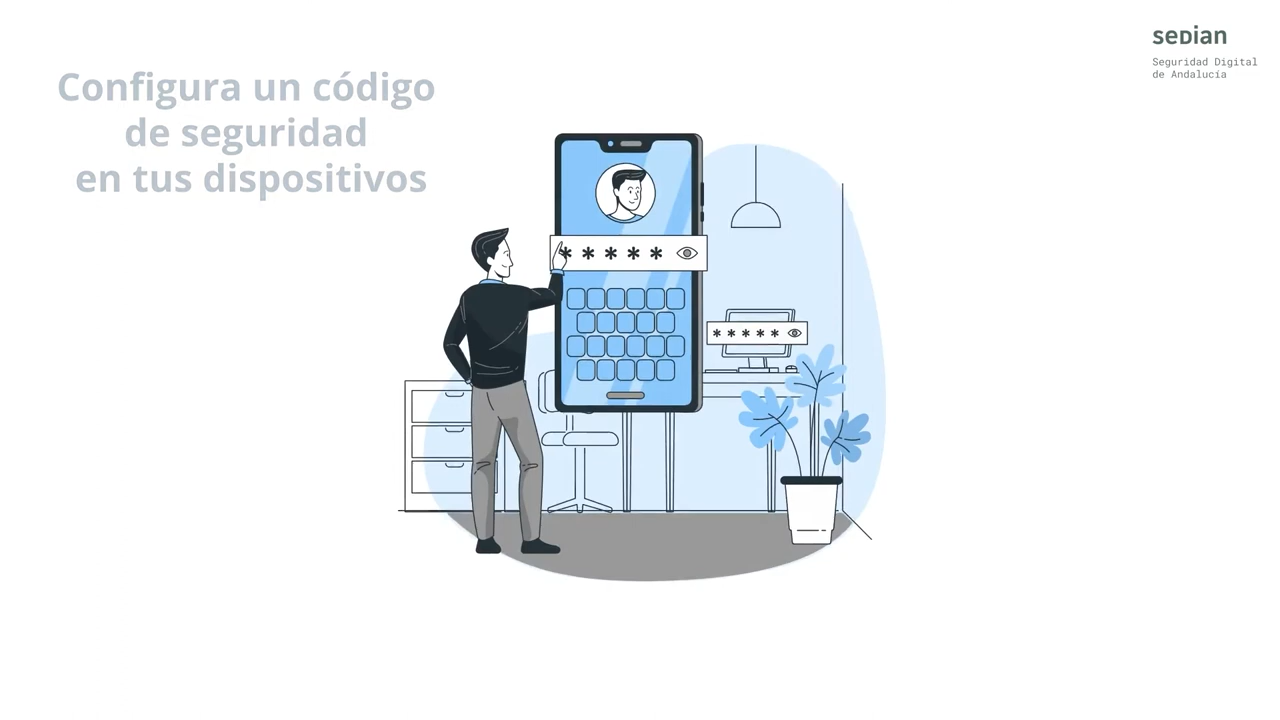 Configura un código
de seguridad
en tus dispositivos
seDian
Seguridad Digital
de Andalucía
* * * * *
* * * * *